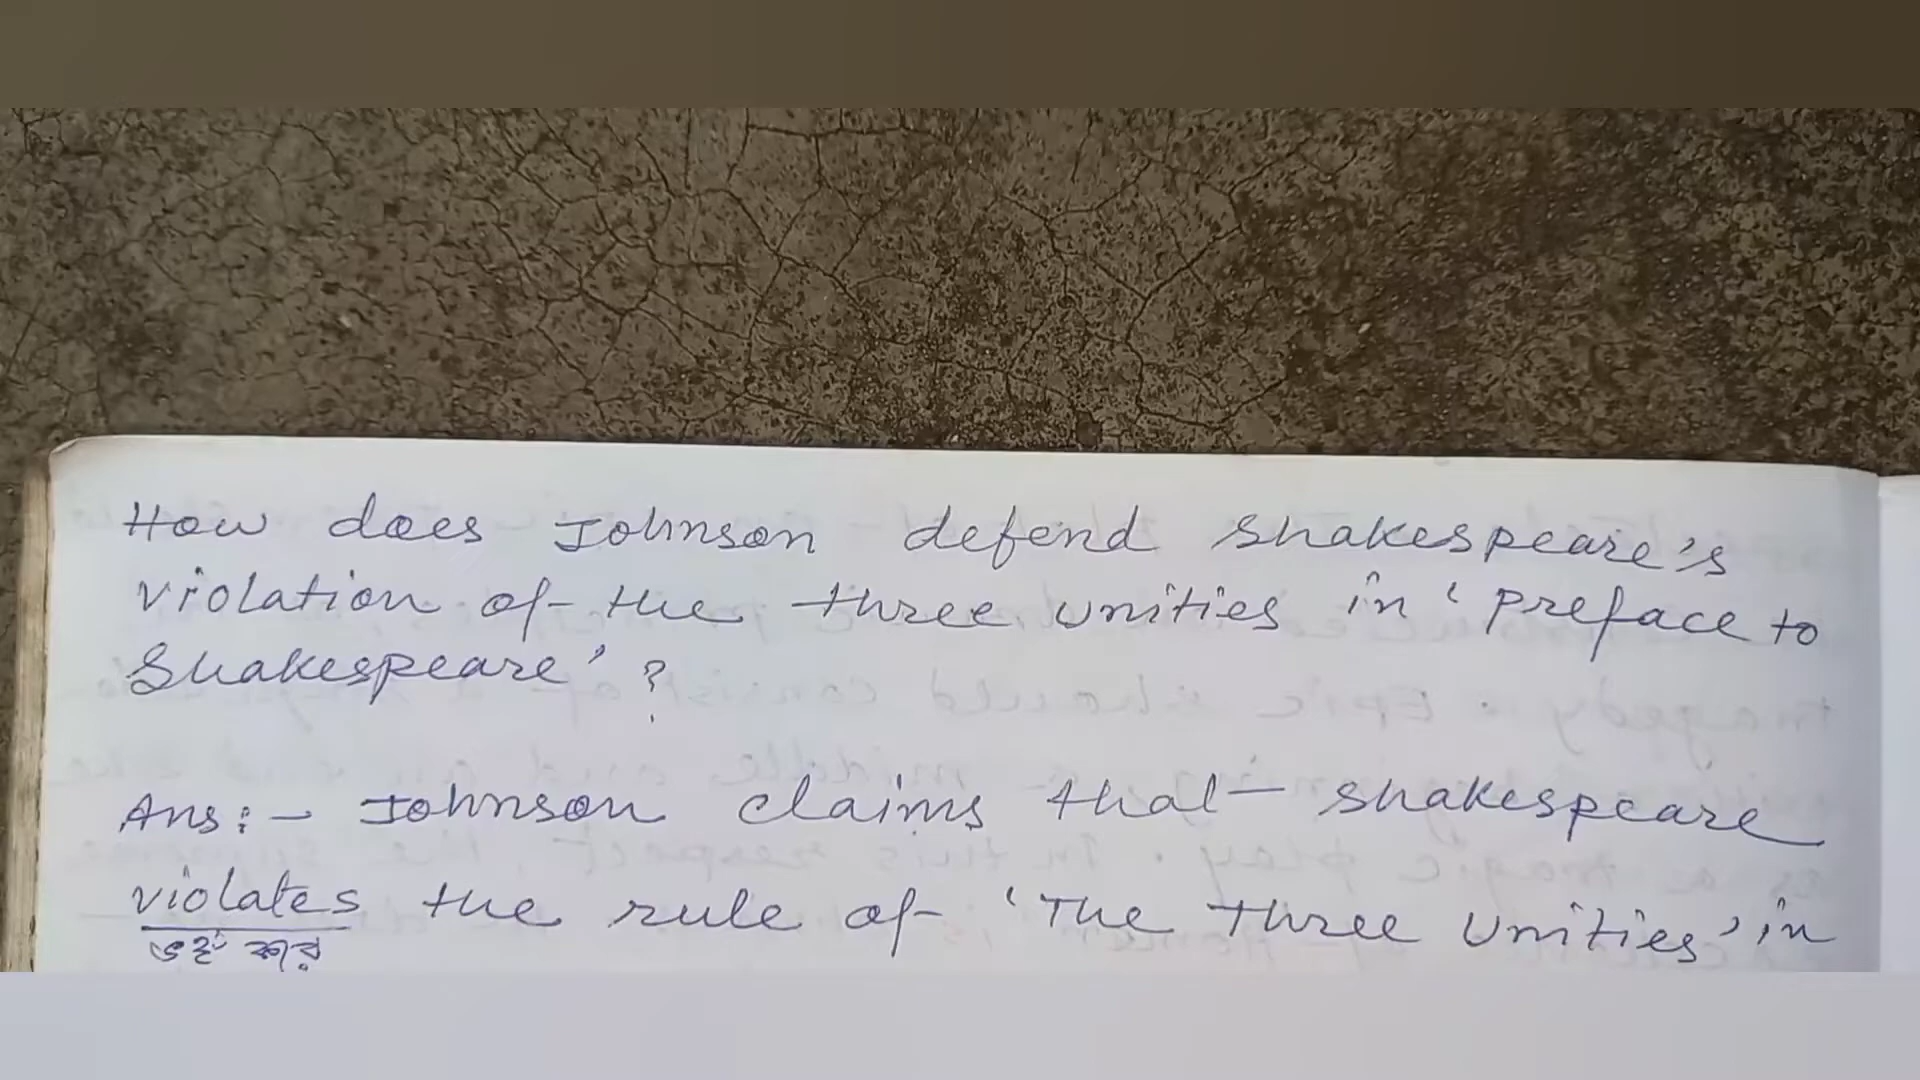 How does Johnson defend Shakespeare's
violation of the three unities in 'Preface to
Shakespeare' ?
Ans:- Johnson claims that Shakespeare
violates the rule of 'The Three Unities' in